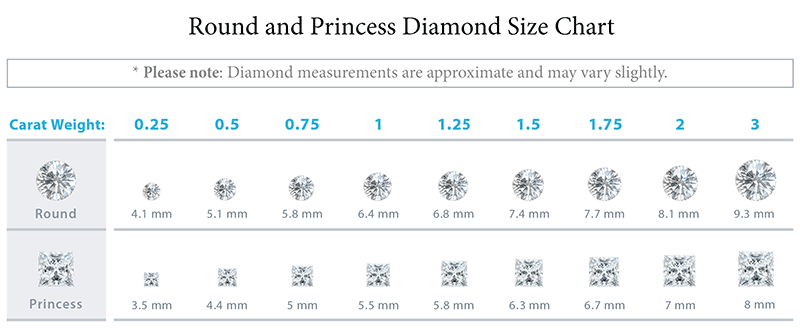 Round and Princess Diamond Size Chart
* Please note: Diamond measurements are approximate and may vary slightly.
Carat Weight: 0.25 0.5 0.75 1 1.25 1.5 1.75 2 3
Round 4.1 mm 5.1 mm 5.8 mm 6.4 mm 6.8 mm 7.4 mm 7.7 mm 8.1 mm 9.3 mm
Princess 3.5 mm 4.4 mm 5 mm 5.5 mm 5.8 mm 6.3 mm 6.7 mm 7 mm 8 mm